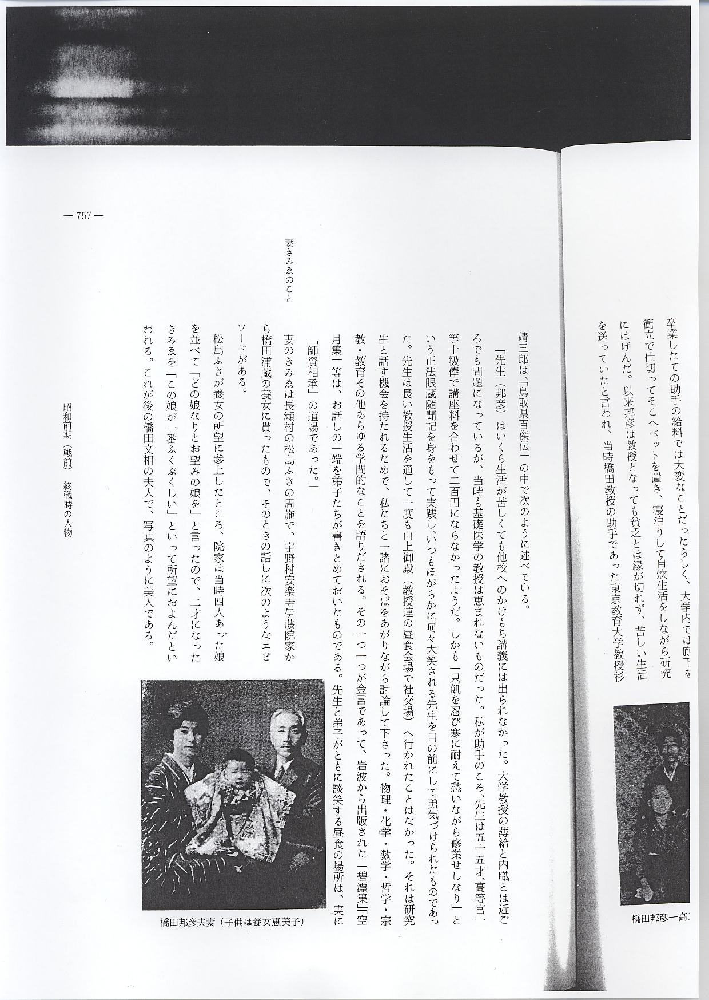 卒業したての助手の給料では大変なことだったらしく、大学内では廊下を
衝立で仕切ってそこへベットを置き、寝泊りして自炊生活をしながら研究
にはげんだ。以来邦彦は教授となっても貧乏とは縁が切れず、苦しい生活
を送っていたと言われ、当時橋田教授の助手であった東京教育大学教授杉
橋田邦彦一高
靖三郎は、「鳥取県百傑伝」の中で次のように述べている。
「先生（邦彦）はいくら生活が苦しくても他校へのかけもち講義には出られなかった。大学教授の薄給と内職とは近ご
ろでも問題になっているが、当時も基礎医学の教授は恵まれないものだった。私が助手のころ、先生は五十五才、高等官一
等十級俸で講座料を合わせて二百円にならなかったようだ。しかも「只飢を忍び寒に耐えて愁いながら修業せしなり」と
いう正法眼蔵随聞記を身をもって実践し、いつもほがらかに呵々大笑される先生を目の前にして勇気づけられたものであっ
た。先生は長い教授生活を通して一度も山上御殿（教授連の昼食会場で社交場）へ行かれたことはなかった。それは研究
生と話す機会を持たれるためで、私たちと一諸におそばをあがりながら討論して下さった。物理・化学・数学・哲学・宗
教・教育その他あらゆる学問的なことを語りだされる。その一つ一つが金言であって、岩波から出版された「碧潭集」「空
月集」等は、お話しの一端を弟子たちが書きとめておいたものである。先生と弟子がともに談笑する昼食の場所は、実に
「師資相承」の道場であった。」
妻きみゑのこと
妻のきみゑは長瀬村の松島ふさの周施で、宇野村安楽寺伊藤院家か
ら橋田浦蔵の養女に貰ったもので、そのときの話しに次のようなエピ
ソードがある。
松島ふさが養女の所望に参上したところ、院家は当時四人あった娘
を並べて「どの娘なりとお望みの娘を」と言ったので、二才になった
きみゑを「この娘が一番ふくぶくしい」といって所望におよんだとい
われる。これが後の橋田文相の夫人で、写真のように美人である。
橋田邦彦夫妻（子供は養女恵美子）
昭和前期（戦前）　終戦時の人物
— 757 —